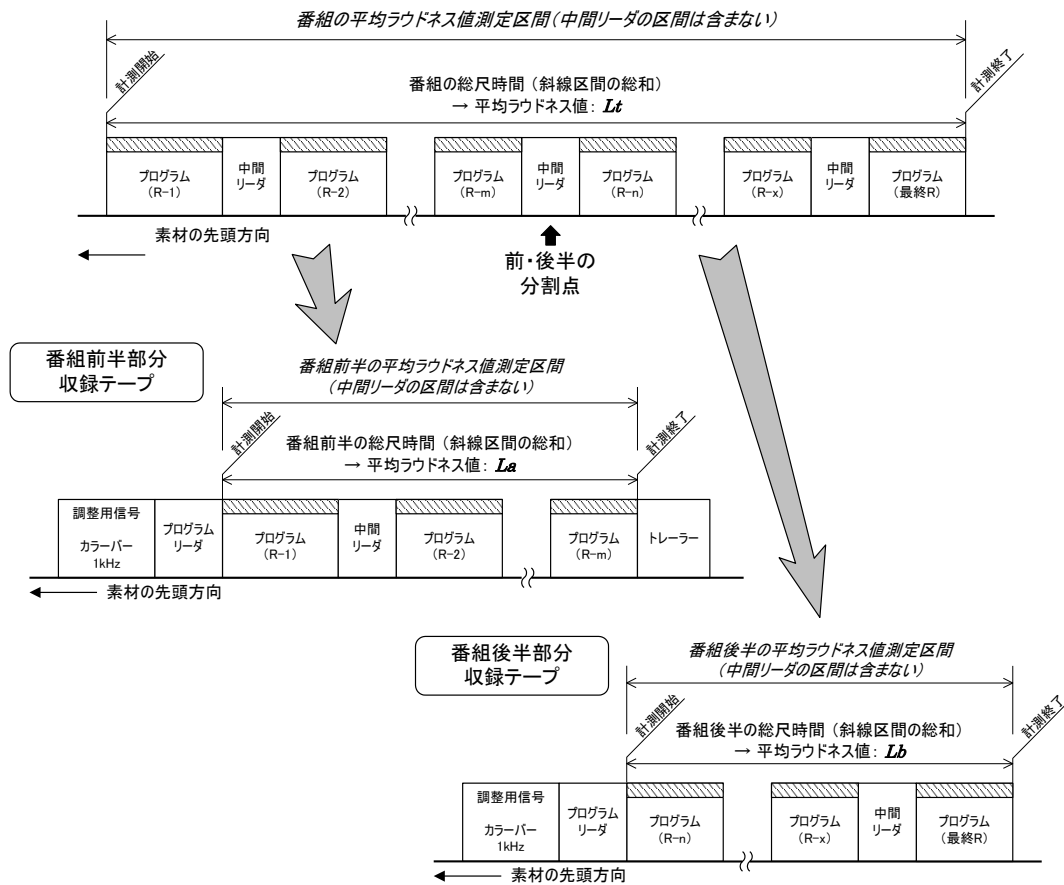 番組の平均ラウドネス値測定区間(中間リーダの区間は含まない)
計測開始
計測終了
番組の総尺時間 (斜線区間の総和)
→ 平均ラウドネス値: Lt
プログラム
(R-1)
中間
リーダ
プログラム
(R-2)
プログラム
(R-m)
中間
リーダ
プログラム
(R-n)
プログラム
(R-x)
中間
リーダ
プログラム
(最終R)
素材の先頭方向
前・後半の
分割点
番組前半部分
収録テープ
番組前半の平均ラウドネス値測定区間
(中間リーダの区間は含まない)
計測開始
計測終了
番組前半の総尺時間 (斜線区間の総和)
→ 平均ラウドネス値: La
調整用信号
カラーバー
1kHz
プログラム
リーダ
プログラム
(R-1)
中間
リーダ
プログラム
(R-2)
プログラム
(R-m)
トレーラー
素材の先頭方向
番組後半部分
収録テープ
番組後半の平均ラウドネス値測定区間
(中間リーダの区間は含まない)
計測開始
計測終了
番組後半の総尺時間 (斜線区間の総和)
→ 平均ラウドネス値: Lb
調整用信号
カラーバー
1kHz
プログラム
リーダ
プログラム
(R-n)
プログラム
(R-x)
中間
リーダ
プログラム
(最終R)
素材の先頭方向